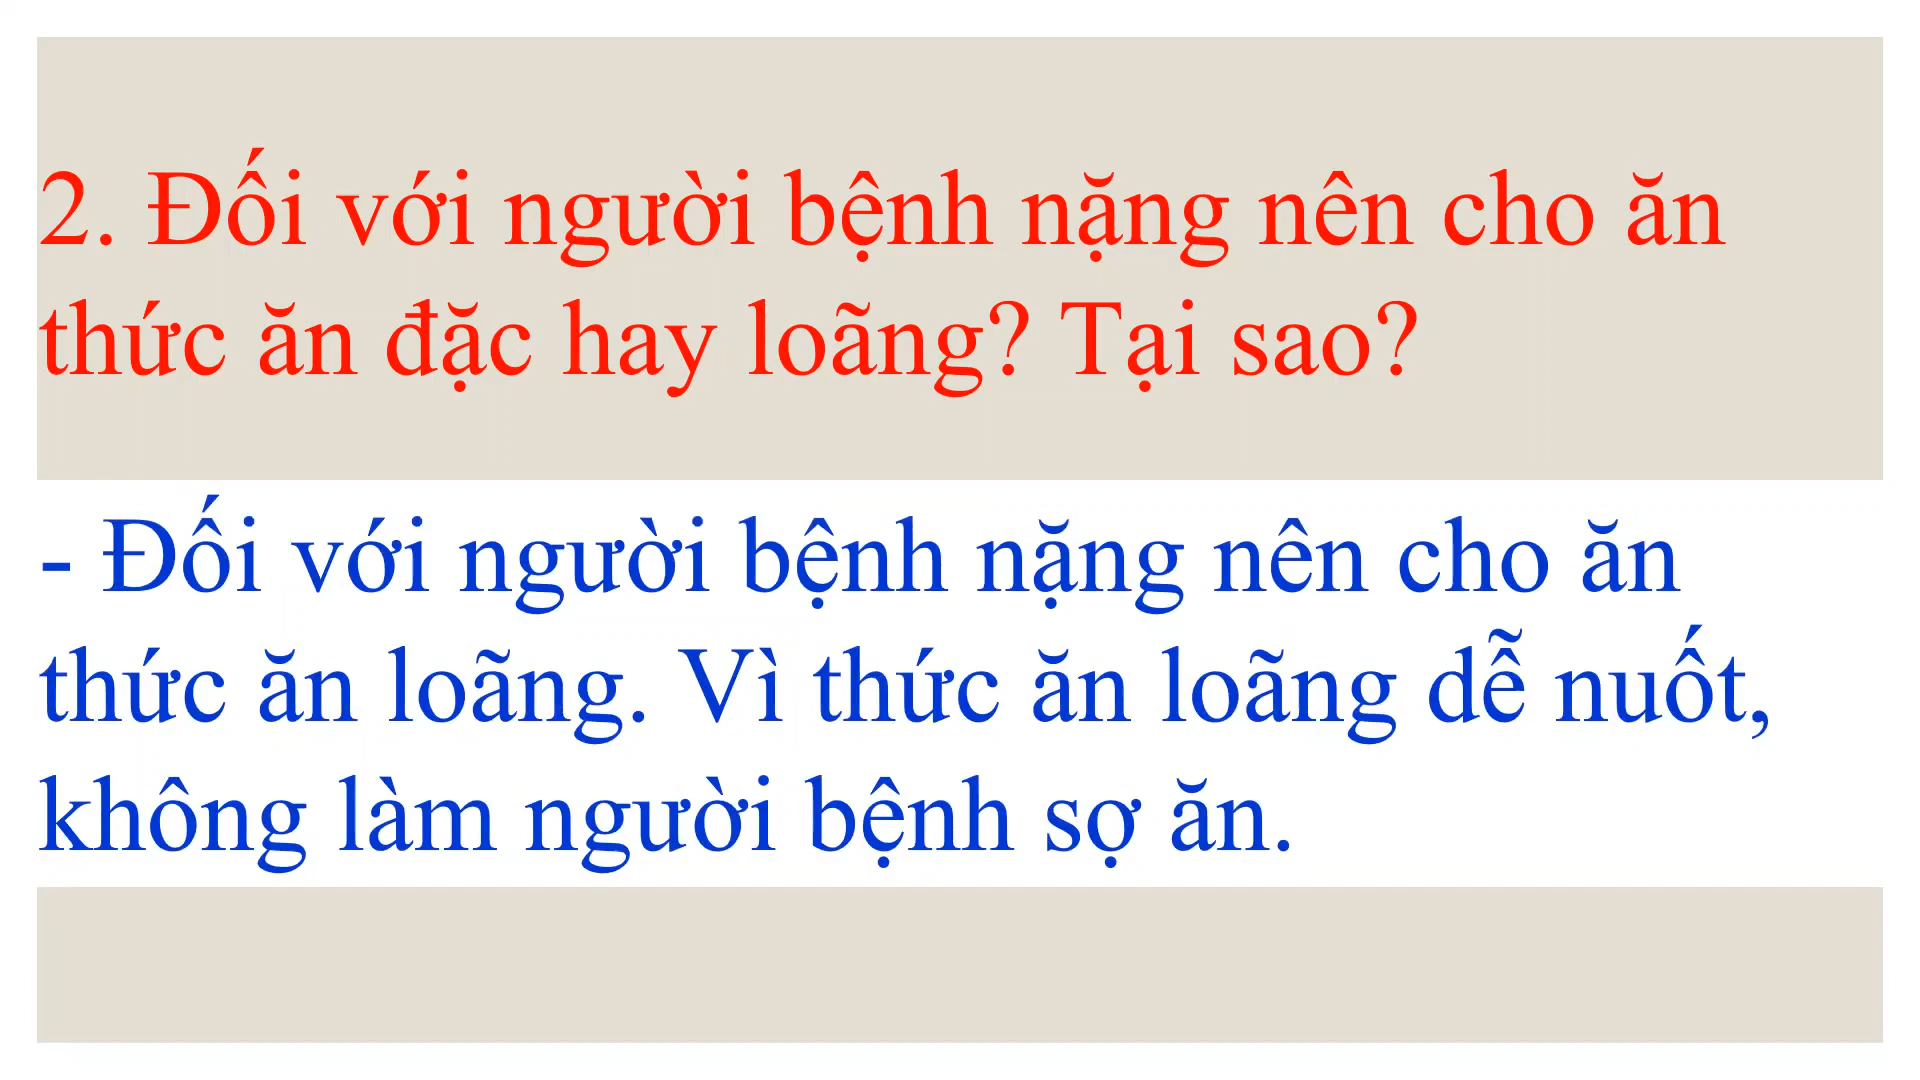 2. Đối với người bệnh nặng nên cho ăn
thức ăn đặc hay loãng? Tại sao?
- Đối với người bệnh nặng nên cho ăn
thức ăn loãng. Vì thức ăn loãng dễ nuốt,
không làm người bệnh sợ ăn.